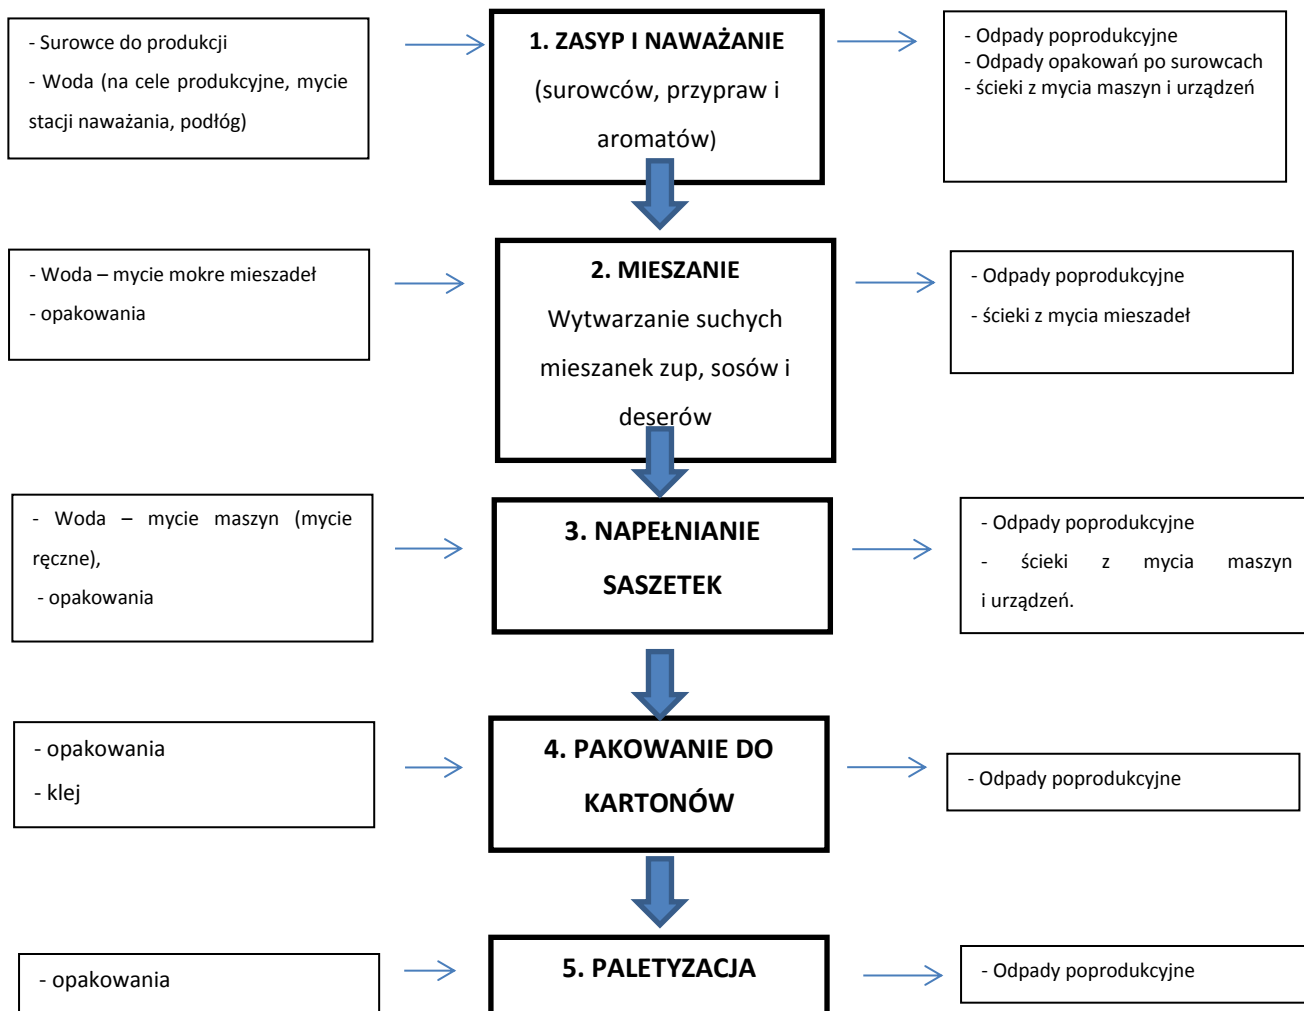 - Surowce do produkcji
- Woda (na cele produkcyjne, mycie
stacji naważania, podłóg)
1. ZASYP I NAWAŻANIE
(surowców, przypraw i
aromatów)
- Odpady poprodukcyjne
- Odpady opakowań po surowcach
- ścieki z mycia maszyn i urządzeń
- Woda – mycie mokre mieszadeł
- opakowania
2. MIESZANIE
Wytwarzanie suchych
mieszanek zup, sosów i
deserów
- Odpady poprodukcyjne
- ścieki z mycia mieszadeł
- Woda – mycie maszyn (mycie
ręczne),
- opakowania
3. NAPEŁNIANIE
SASZETEK
- Odpady poprodukcyjne
- ścieki z mycia maszyn
i urządzeń.
- opakowania
- klej
4. PAKOWANIE DO
KARTONÓW
- Odpady poprodukcyjne
- opakowania
5. PALETYZACJA
- Odpady poprodukcyjne